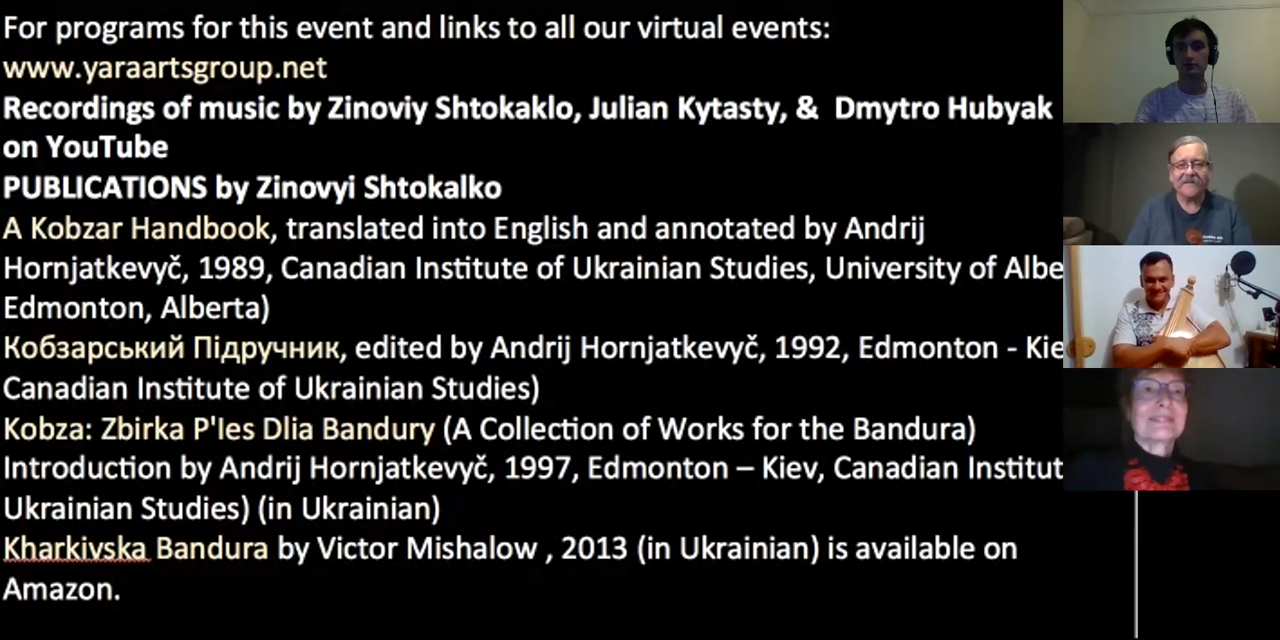 For programs for this event and links to all our virtual events:
www.yaraartsgroup.net
Recordings of music by Zinoviy Shtokaklo, Julian Kytasty, & Dmytro Hubyak
on YouTube
PUBLICATIONS by Zinovyi Shtokalko
A Kobzar Handbook, translated into English and annotated by Andrij
Hornjatkevyč, 1989, Canadian Institute of Ukrainian Studies, University of Albe
Edmonton, Alberta)
Кобзарський Підручник, edited by Andrij Hornjatkevyč, 1992, Edmonton - Kie
Canadian Institute of Ukrainian Studies)
Kobza: Zbirka P'Ies Dlia Bandury (A Collection of Works for the Bandura)
Introduction by Andrij Hornjatkevyč, 1997, Edmonton – Kiev, Canadian Institut
Ukrainian Studies) (in Ukrainian)
Kharkivska Bandura by Victor Mishalow , 2013 (in Ukrainian) is available on
Amazon.